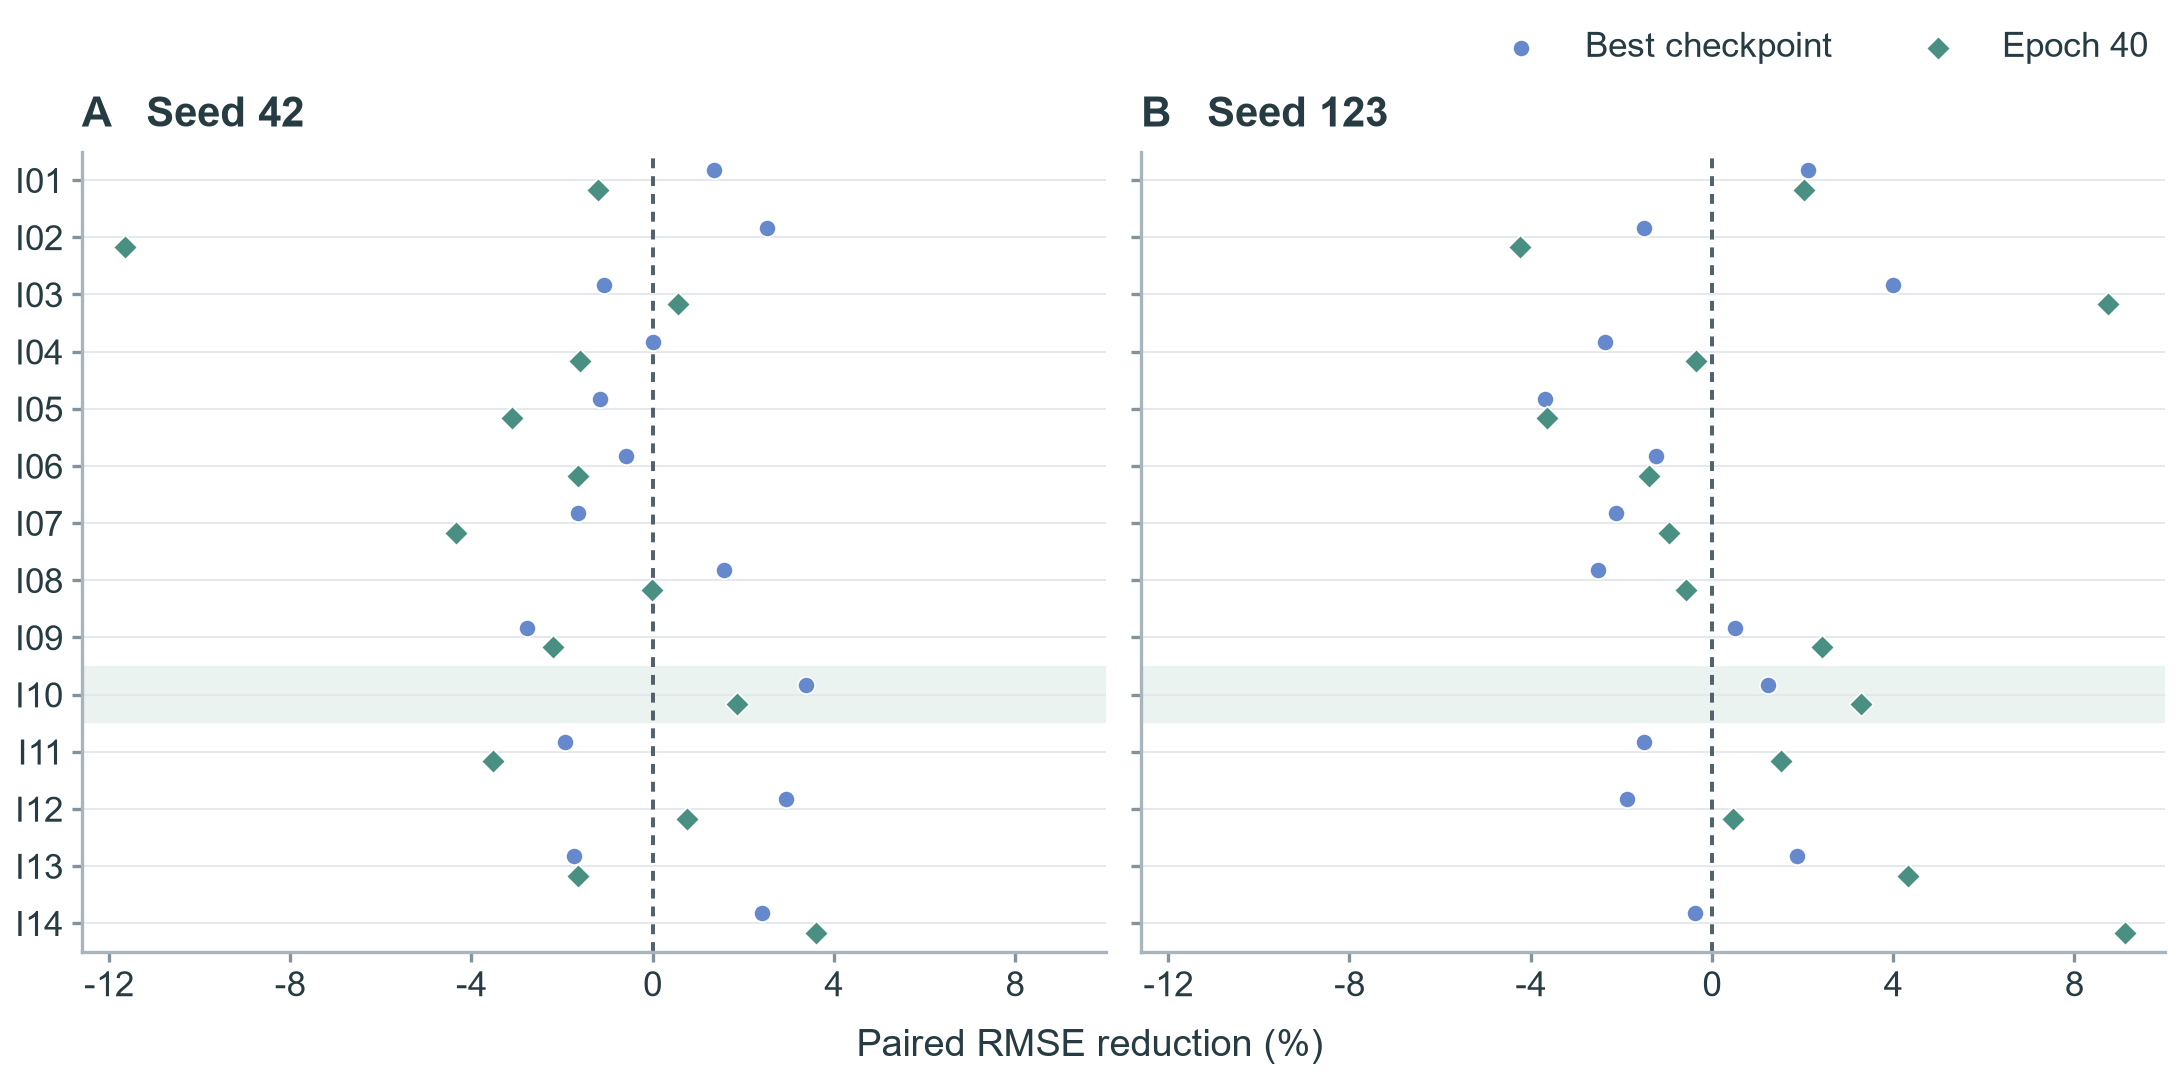 Best checkpoint Epoch 40
A Seed 42
B Seed 123
I01
I02
I03
I04
I05
I06
I07
I08
I09
I10
I11
I12
I13
I14
-12 -8 -4 0 4 8
-12 -8 -4 0 4 8
Paired RMSE reduction (%)